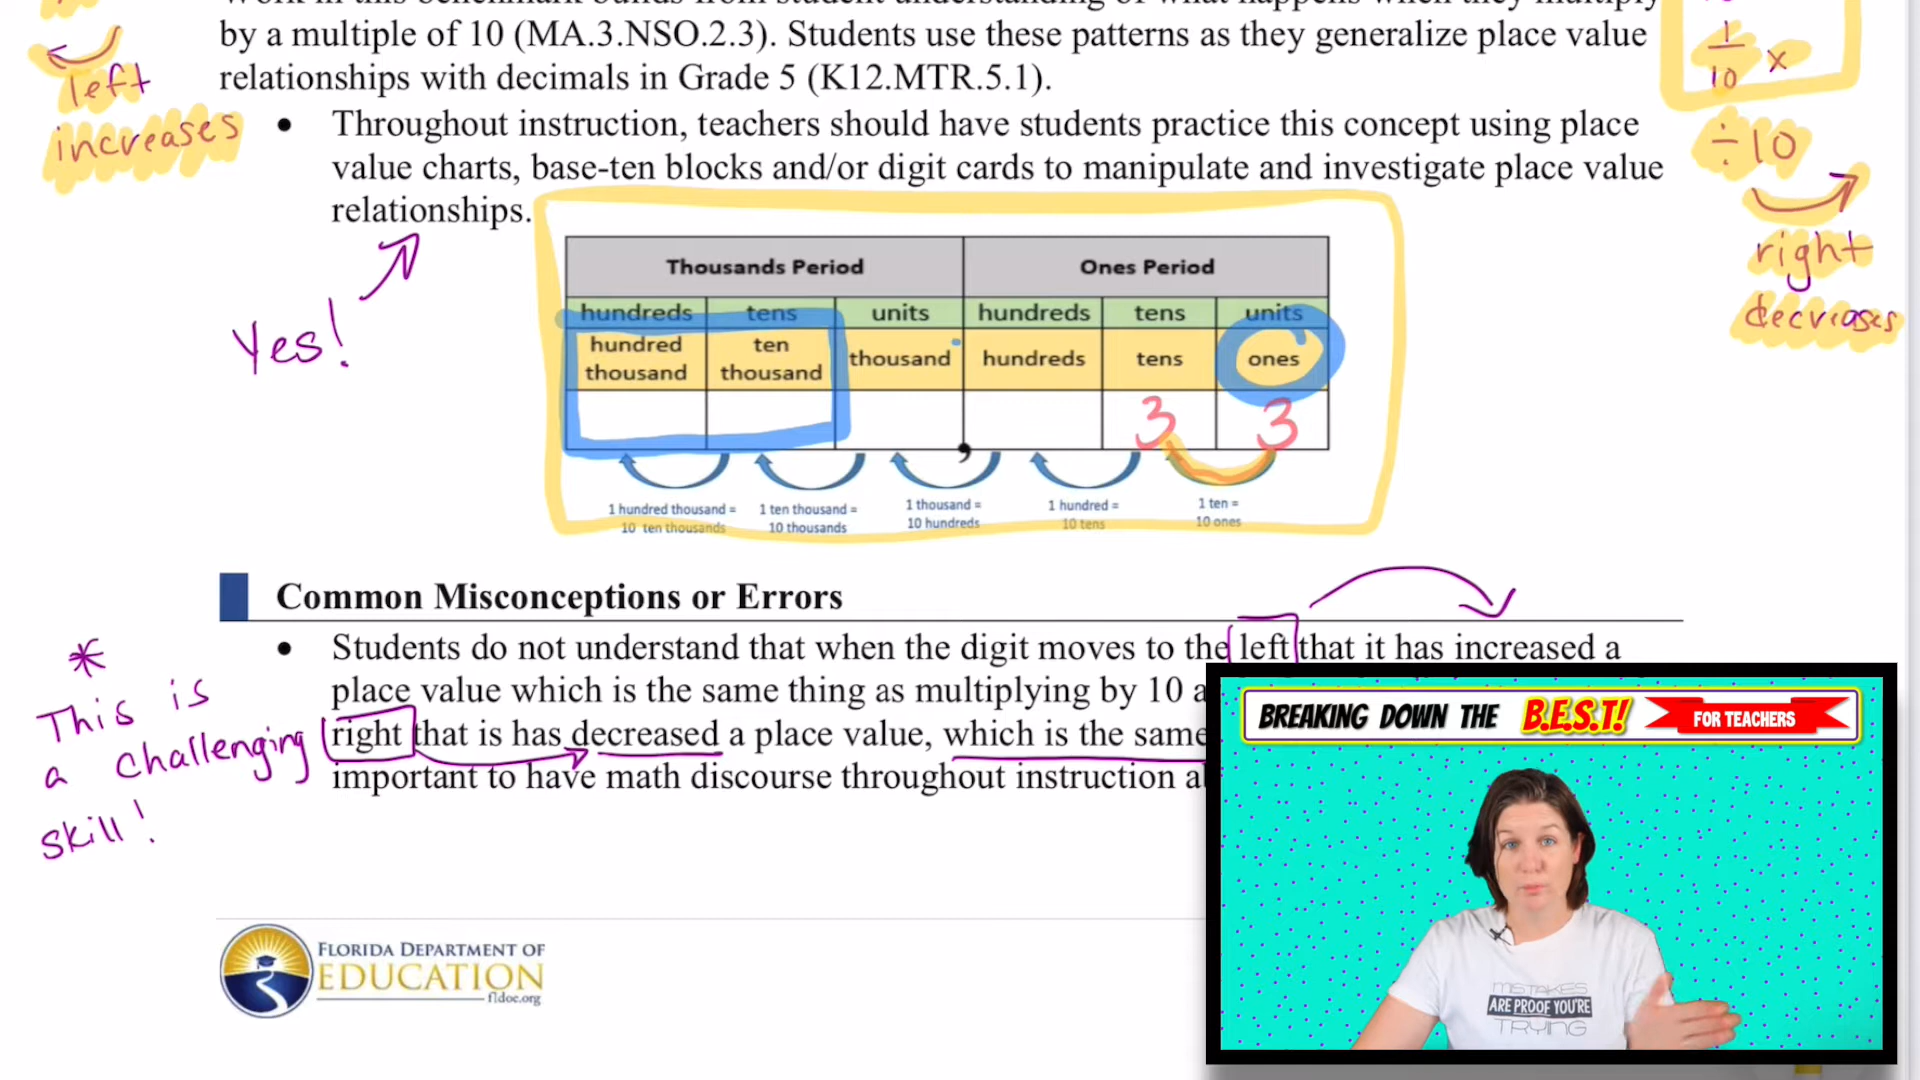 by a multiple of 10 (MA.3.NSO.2.3). Students use these patterns as they generalize place value
relationships with decimals in Grade 5 (K12.MTR.5.1).
• Throughout instruction, teachers should have students practice this concept using place
value charts, base-ten blocks and/or digit cards to manipulate and investigate place value
relationships.
left
increases
1/10 x
÷10
right
decreases
Yes!
Thousands Period Ones Period
hundreds tens units hundreds tens units
hundred thousand ten thousand thousand hundreds tens ones
3 3
,
1 hundred thousand = 1 ten thousand = 1 thousand = 1 hundred = 1 ten =
10 ten thousands 10 thousands 10 hundreds 10 tens 10 ones
Common Misconceptions or Errors
• Students do not understand that when the digit moves to the left that it has increased a
place value which is the same thing as multiplying by 10
right that is has decreased a place value, which is the same
important to have math discourse throughout instruction
* This is
a challenging
skill!
FLORIDA DEPARTMENT OF
EDUCATION
fldoe.org
BREAKING DOWN THE B.E.S.T! FOR TEACHERS
MISTAKES
ARE PROOF YOU'RE
TRYING